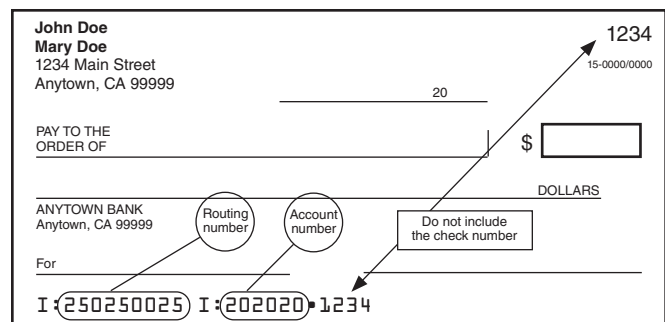 John Doe
Mary Doe
1234 Main Street
Anytown, CA 99999
1234
15-0000/0000
20
PAY TO THE
ORDER OF
$
DOLLARS
ANYTOWN BANK
Anytown, CA 99999
Routing
number
Account
number
Do not include
the check number
For
I:250250025 I:202020"1234